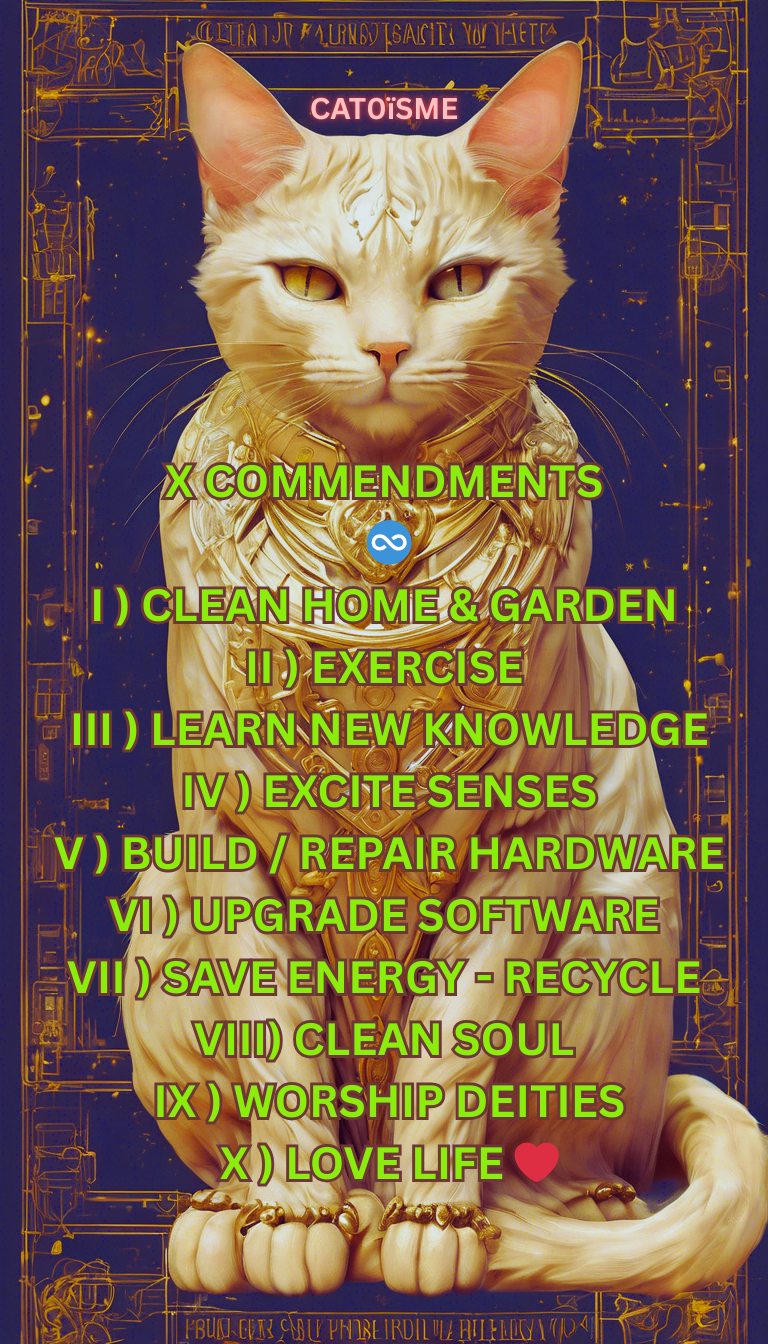 CATOïSME
X COMMENDMENTS
♾️
I ) CLEAN HOME & GARDEN
II ) EXERCISE
III ) LEARN NEW KNOWLEDGE
IV ) EXCITE SENSES
V ) BUILD / REPAIR HARDWARE
VI ) UPGRADE SOFTWARE
VII ) SAVE ENERGY - RECYCLE
VIII) CLEAN SOUL
IX ) WORSHIP DEITIES
X ) LOVE LIFE ❤️